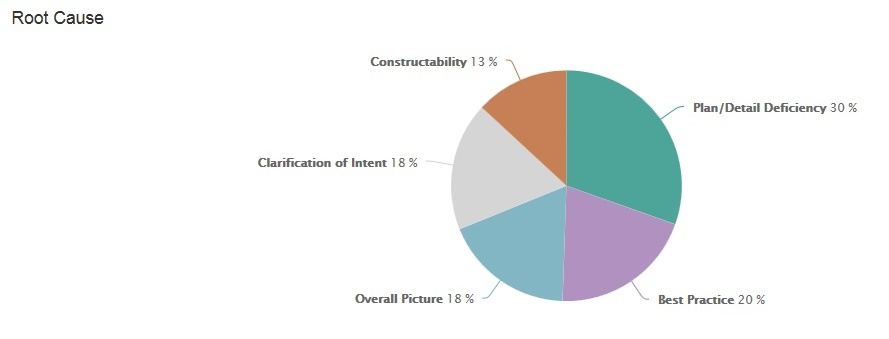 Root Cause
Constructability 13 %
Plan/Detail Deficiency 30 %
Clarification of Intent 18 %
Overall Picture 18 %
Best Practice 20 %